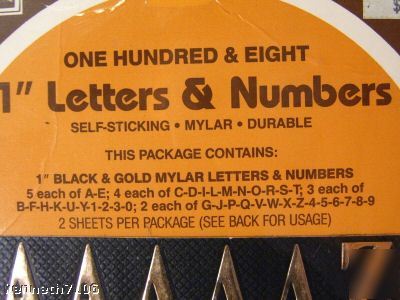 ONE HUNDRED & EIGHT
1" Letters & Numbers
SELF-STICKING • MYLAR • DURABLE
THIS PACKAGE CONTAINS:
1" BLACK & GOLD MYLAR LETTERS & NUMBERS
5 each of A-E; 4 each of C-D-I-L-M-N-O-R-S-T; 3 each of
B-F-H-K-U-Y-1-2-3-0; 2 each of G-J-P-Q-V-W-X-Z-4-5-6-7-8-9
2 SHEETS PER PACKAGE (SEE BACK FOR USAGE)
A A A A